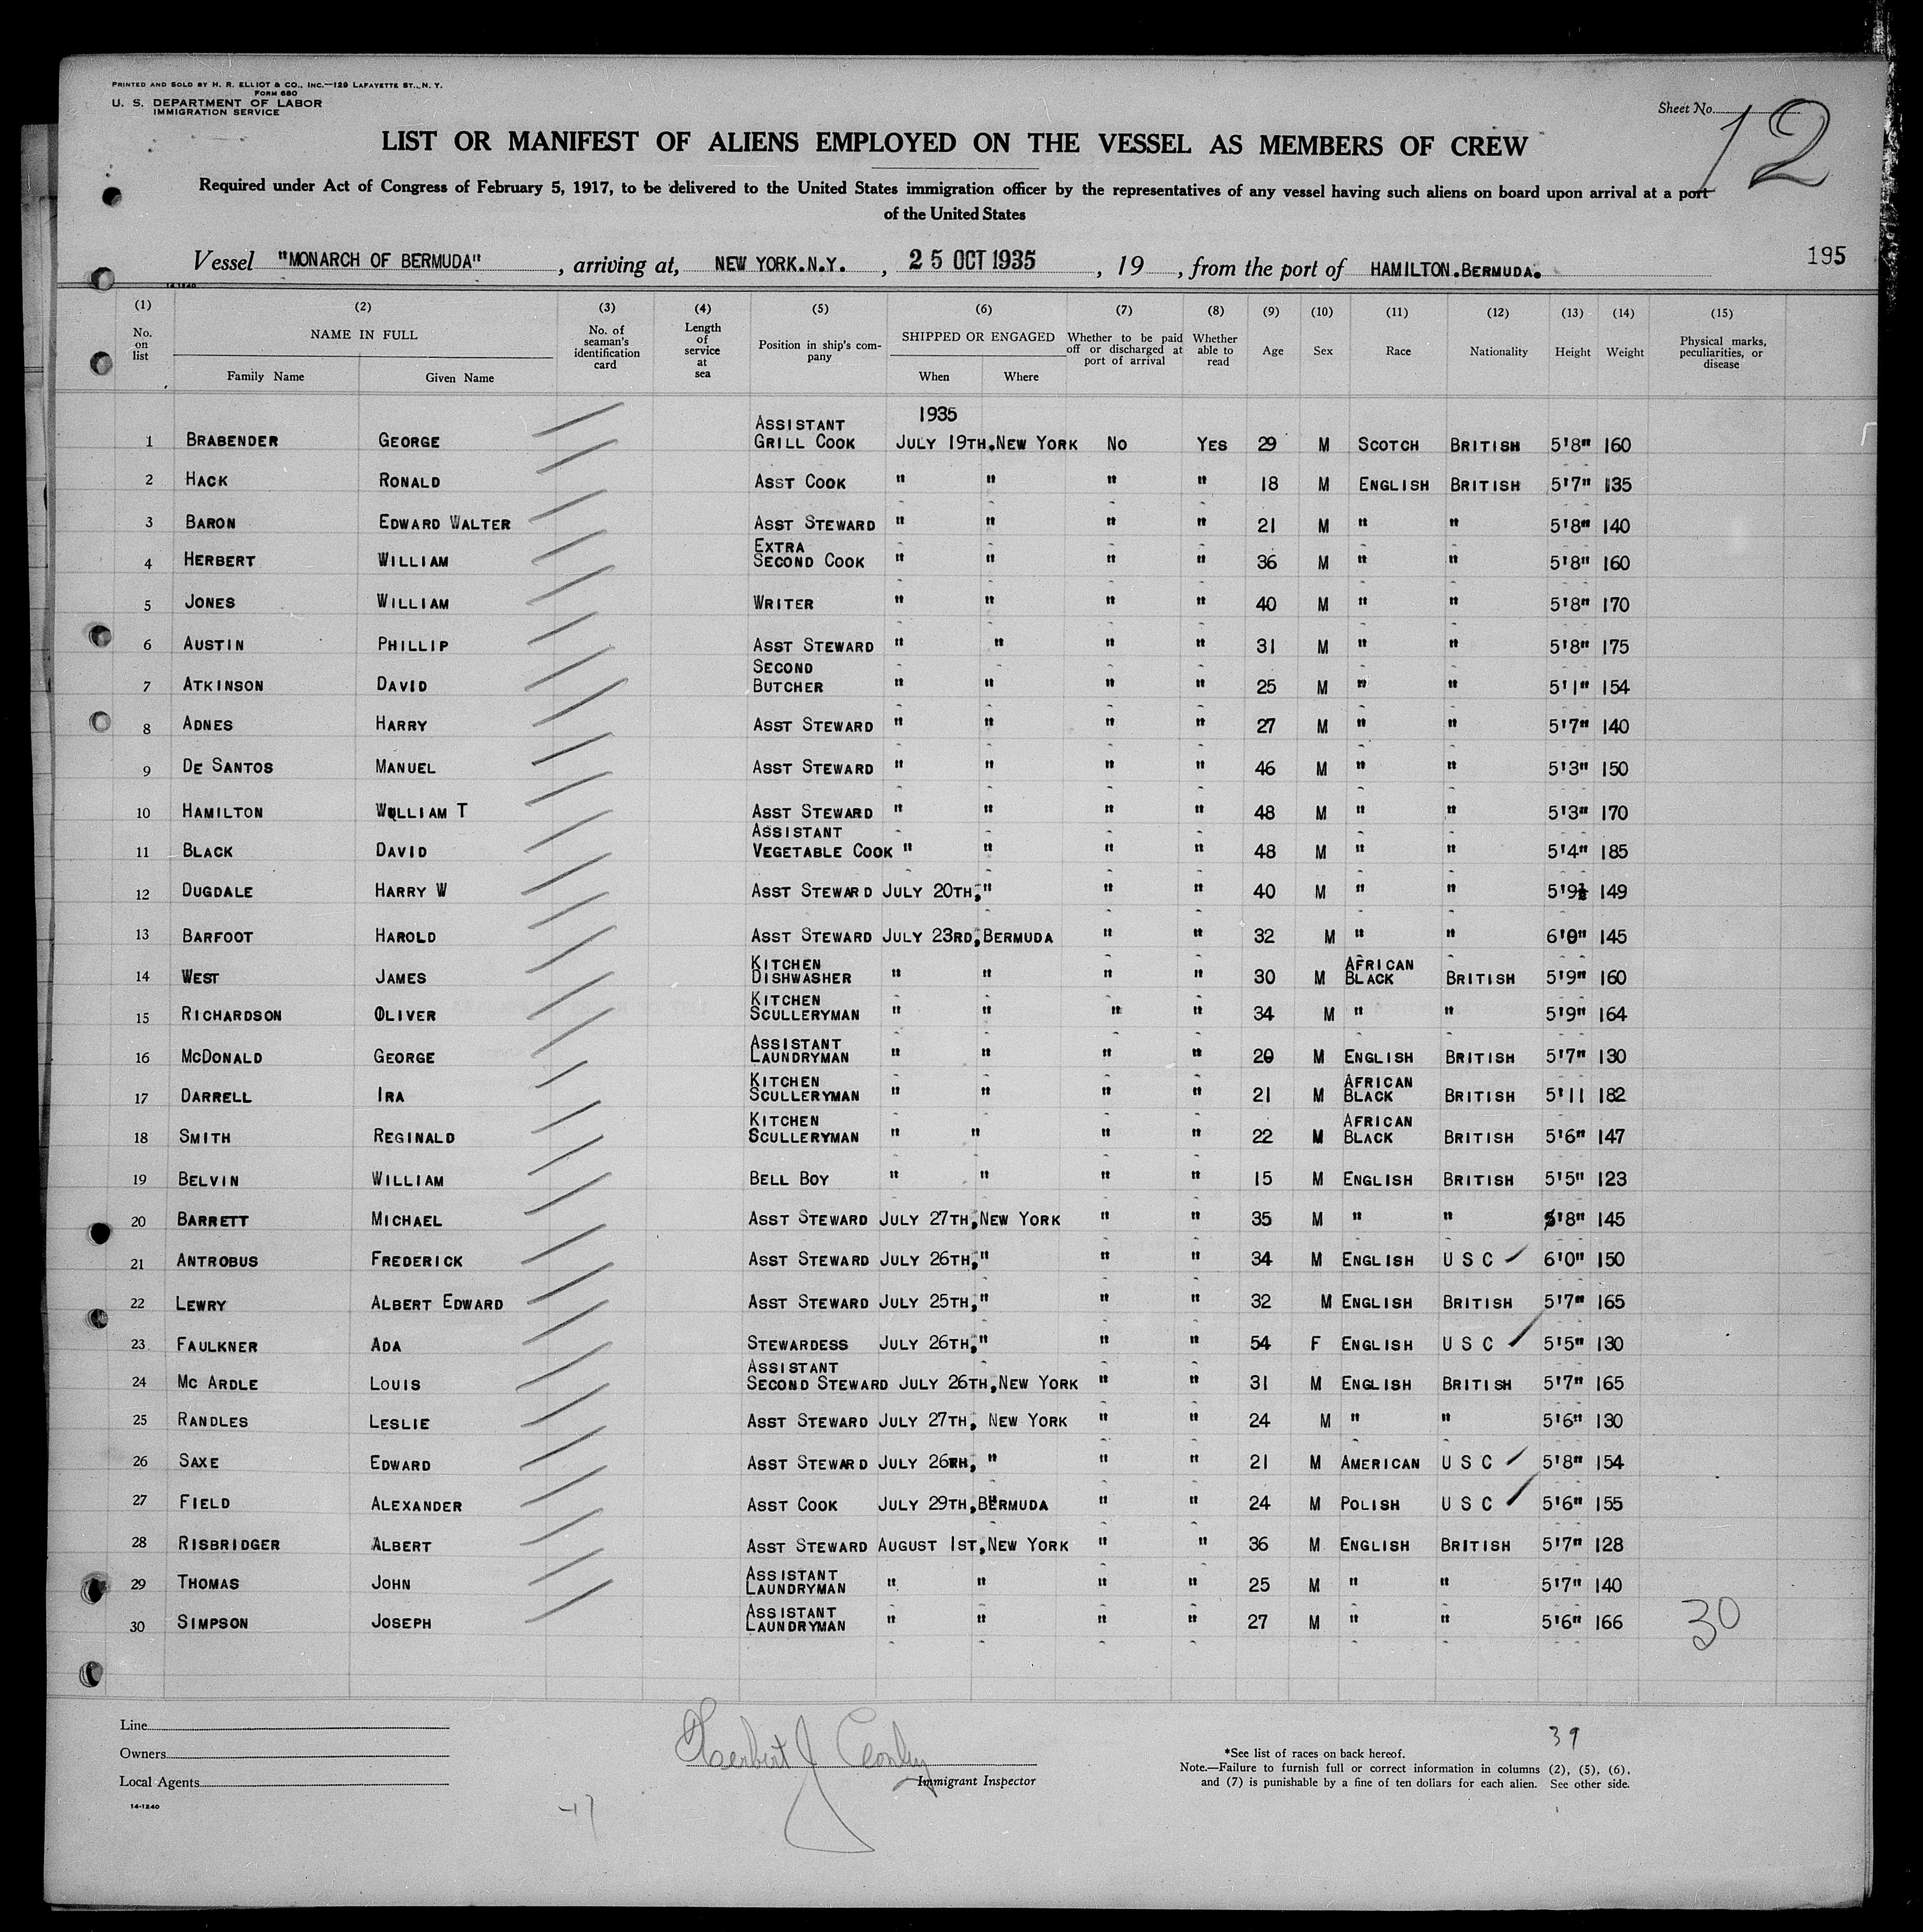 PRINTED AND SOLD BY H. R. ELLIOT & CO., INC.—129 LAFAYETTE ST., N. Y.
FORM 680
U. S. DEPARTMENT OF LABOR
IMMIGRATION SERVICE
Sheet No. 12
LIST OR MANIFEST OF ALIENS EMPLOYED ON THE VESSEL AS MEMBERS OF CREW
Required under Act of Congress of February 5, 1917, to be delivered to the United States immigration officer by the representatives of any vessel having such aliens on board upon arrival at a port
of the United States
Vessel "MONARCH OF BERMUDA", arriving at, NEW YORK.N.Y., 25 OCT 1935, 19, from the port of HAMILTON.BERMUDA. 195
14-1240
(1) (2) (3) (4) (5) (6) (7) (8) (9) (10) (11) (12) (13) (14) (15)
No. on list NAME IN FULL Family Name Given Name No. of seaman's identification card Length of service at sea Position in ship's company SHIPPED OR ENGAGED When Where Whether to be paid off or discharged at port of arrival Whether able to read Age Sex Race Nationality Height Weight Physical marks, peculiarities, or disease
1935
1 BRABENDER GEORGE ASSISTANT GRILL COOK JULY 19TH, NEW YORK NO YES 29 M SCOTCH BRITISH 5'8" 160
2 HACK RONALD ASST COOK " " " " 18 M ENGLISH BRITISH 5'7" 135
3 BARON EDWARD WALTER ASST STEWARD " " " " 21 M " " 5'8" 140
4 HERBERT WILLIAM EXTRA SECOND COOK " " " " 36 M " " 5'8" 160
5 JONES WILLIAM WRITER " " " " 40 M " " 5'8" 170
6 AUSTIN PHILLIP ASST STEWARD " " " " 31 M " " 5'8" 175
7 ATKINSON DAVID SECOND BUTCHER " " " " 25 M " " 5'1" 154
8 ADNES HARRY ASST STEWARD " " " " 27 M " " 5'7" 140
9 DE SANTOS MANUEL ASST STEWARD " " " " 46 M " " 5'3" 150
10 HAMILTON WILLIAM T ASST STEWARD " " " " 48 M " " 5'3" 170
11 BLACK DAVID ASSISTANT VEGETABLE COOK " " " " 48 M " " 5'4" 185
12 DUGDALE HARRY W ASST STEWARD JULY 20TH, " " " 40 M " " 5'9½ 149
13 BARFOOT HAROLD ASST STEWARD JULY 23RD, BERMUDA " " 32 M " " 6'0" 145
14 WEST JAMES KITCHEN DISHWASHER " " " " 30 M AFRICAN BLACK BRITISH 5'9" 160
15 RICHARDSON OLIVER KITCHEN SCULLERYMAN " " " " 34 M " " 5'9" 164
16 MCDONALD GEORGE ASSISTANT LAUNDRYMAN " " " " 20 M ENGLISH BRITISH 5'7" 130
17 DARRELL IRA KITCHEN SCULLERYMAN " " " " 21 M AFRICAN BLACK BRITISH 5'11 182
18 SMITH REGINALD KITCHEN SCULLERYMAN " " " " 22 M AFRICAN BLACK BRITISH 5'6" 147
19 BELVIN WILLIAM BELL BOY " " " " 15 M ENGLISH BRITISH 5'5" 123
20 BARRETT MICHAEL ASST STEWARD JULY 27TH, NEW YORK " " 35 M " " 5'8" 145
21 ANTROBUS FREDERICK ASST STEWARD JULY 26TH, " " " 34 M ENGLISH U S C 6'0" 150
22 LEWRY ALBERT EDWARD ASST STEWARD JULY 25TH, " " " 32 M ENGLISH BRITISH 5'7" 165
23 FAULKNER ADA STEWARDESS JULY 26TH, " " " 54 F ENGLISH U S C 5'5" 130
24 MC ARDLE LOUIS ASSISTANT SECOND STEWARD JULY 26TH, NEW YORK " " 31 M ENGLISH BRITISH 5'7" 165
25 RANDLES LESLIE ASST STEWARD JULY 27TH, NEW YORK " " 24 M " " 5'6" 130
26 SAXE EDWARD ASST STEWARD JULY 26TH, " " " 21 M AMERICAN U S C 5'8" 154
27 FIELD ALEXANDER ASST COOK JULY 29TH, BERMUDA " " 24 M POLISH U S C 5'6" 155
28 RISBRIDGER ALBERT ASST STEWARD AUGUST 1ST, NEW YORK " " 36 M ENGLISH BRITISH 5'7" 128
29 THOMAS JOHN ASSISTANT LAUNDRYMAN " " " " 25 M " " 5'7" 140
30 SIMPSON JOSEPH ASSISTANT LAUNDRYMAN " " " " 27 M " " 5'6" 166
30
Line
Owners
Local Agents
14-1240
Herbert J
Immigrant Inspector
39
*See list of races on back hereof.
Note.—Failure to furnish full or correct information in columns (2), (5), (6),
and (7) is punishable by a fine of ten dollars for each alien. See other side.